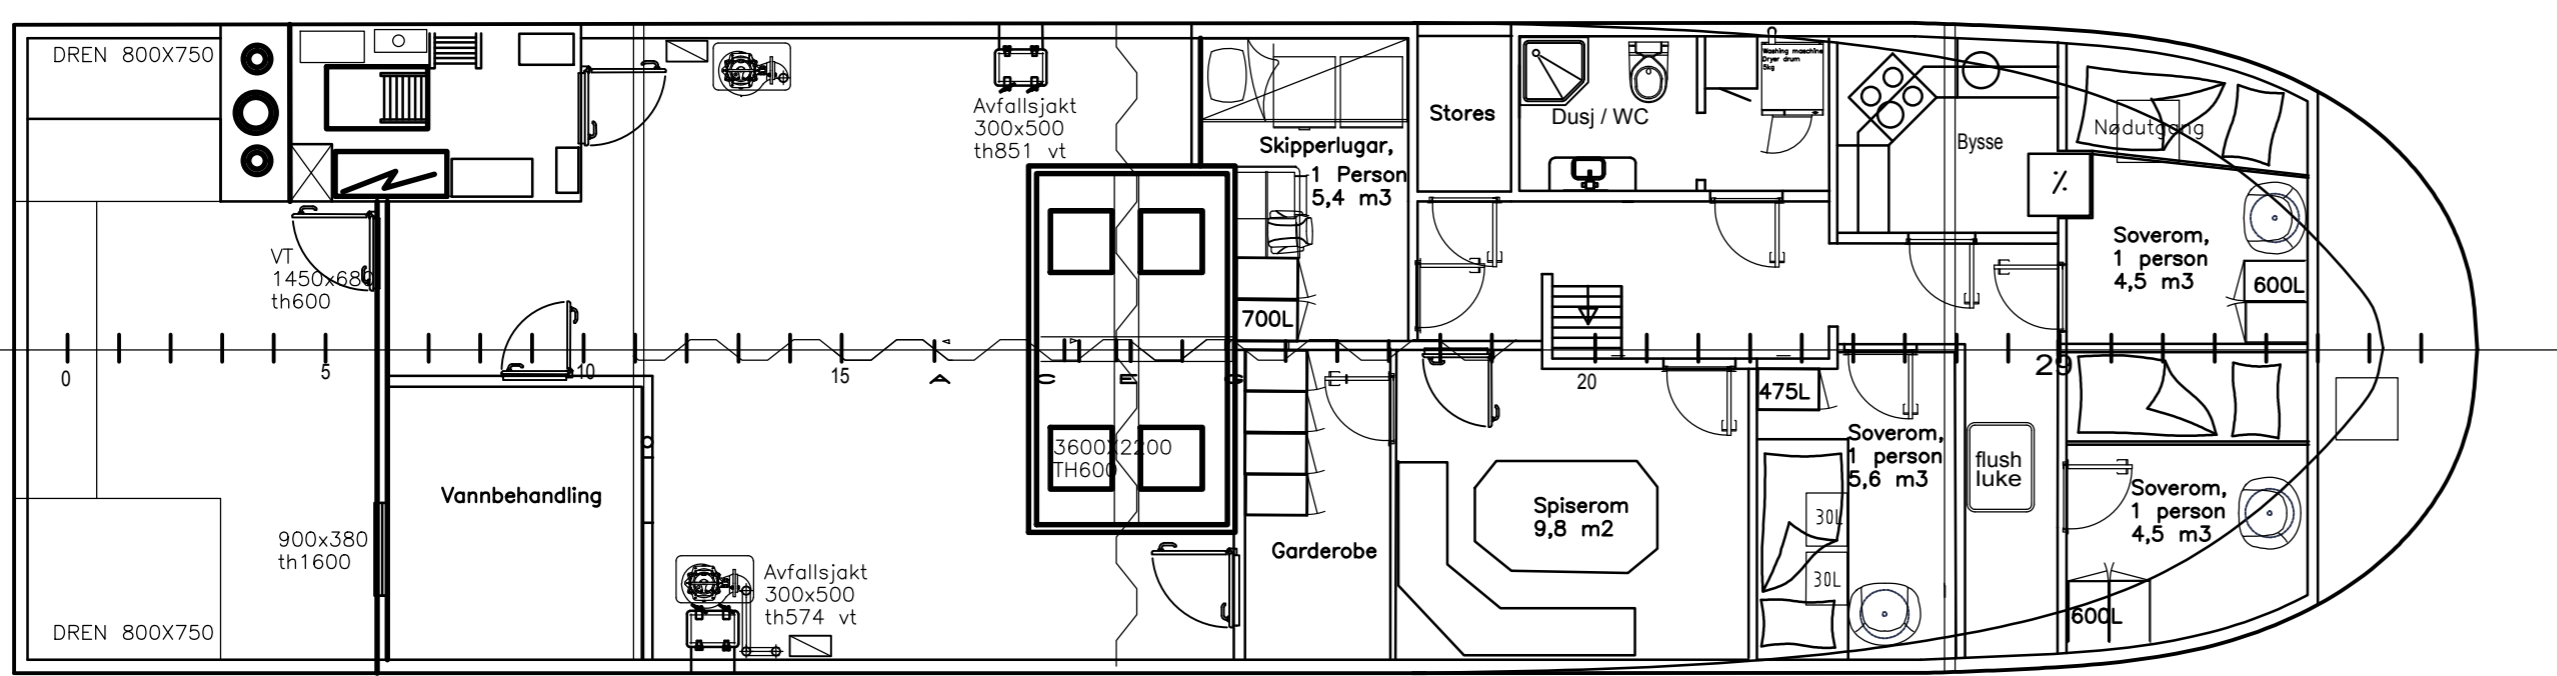 DREN 800X750
VT
1450x680
th600
900x380
th1600
DREN 800X750
Vannbehandling
Avfallsjakt
300x500
th574 vt
Avfallsjakt
300x500
th851 vt
3600X2200
TH600
Skipperlugar,
1 Person
5,4 m3
700L
Garderobe
Stores
Dusj / WC
Washing maschine
Dryer drum
5kg
Bysse
Spiserom
9,8 m2
475L
Soverom,
1 person
5,6 m3
30L
30L
flush
luke
Nødutgang
Soverom,
1 person
4,5 m3
600L
Soverom,
1 person
4,5 m3
600L
0
5
10
15
A
C
E
G
20
29